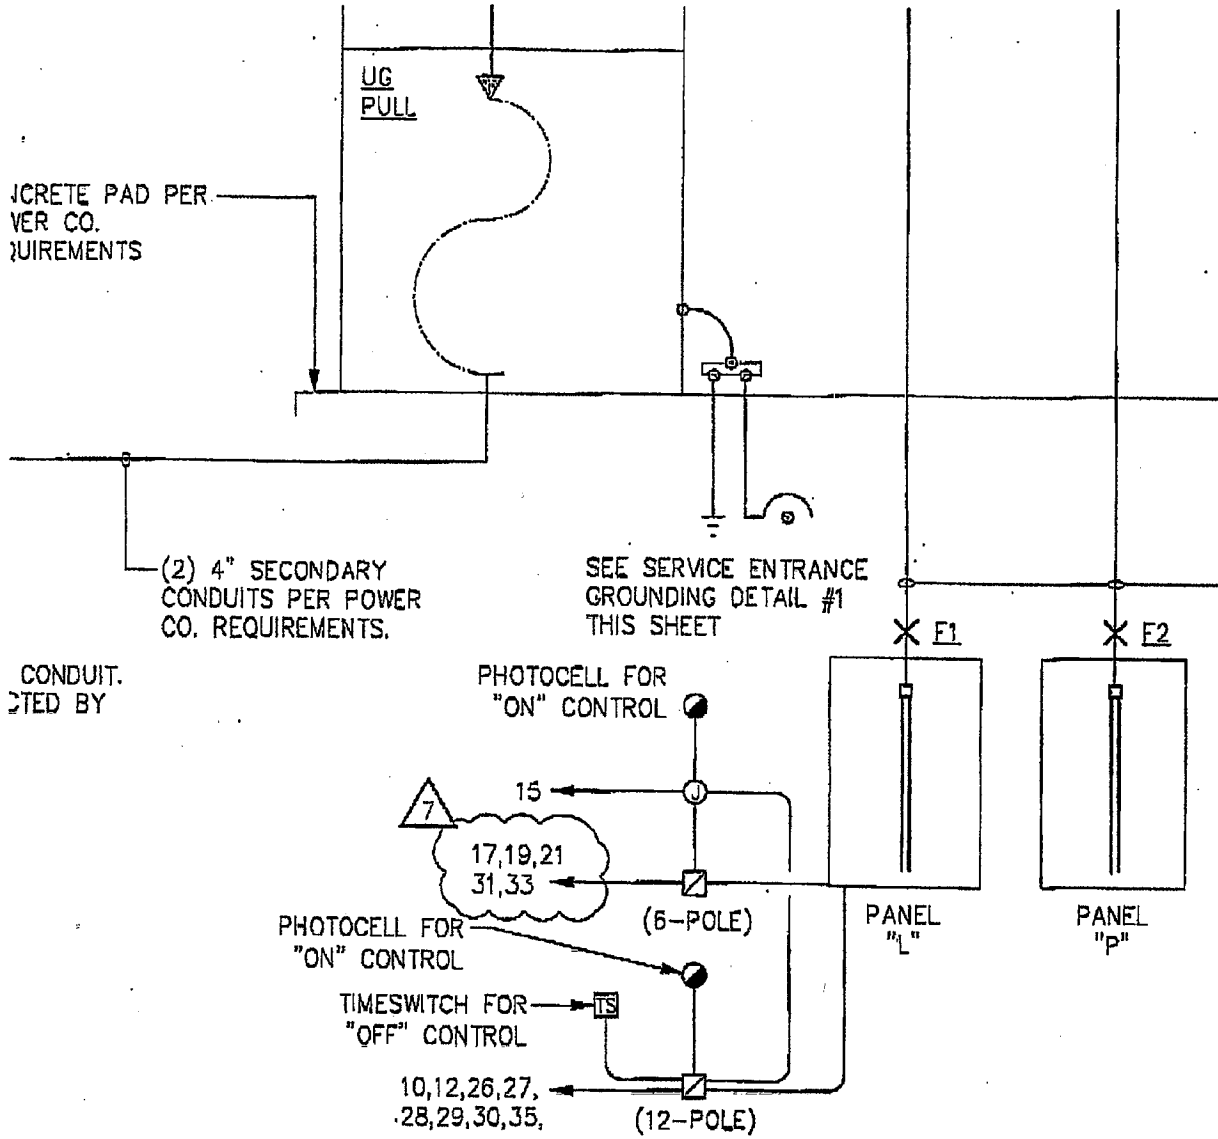 UG
PULL
NCRETE PAD PER
WER CO.
QUIREMENTS
(2) 4" SECONDARY
CONDUITS PER POWER
CO. REQUIREMENTS.
SEE SERVICE ENTRANCE
GROUNDING DETAIL #1
THIS SHEET
F1
F2
CONDUIT.
CTED BY
PHOTOCELL FOR
"ON" CONTROL
J
15
7
17,19,21
31,33
(6-POLE)
PANEL
"L"
PANEL
"P"
PHOTOCELL FOR
"ON" CONTROL
TIMESWITCH FOR
"OFF" CONTROL
TS
10,12,26,27,
28,29,30,35,
(12-POLE)